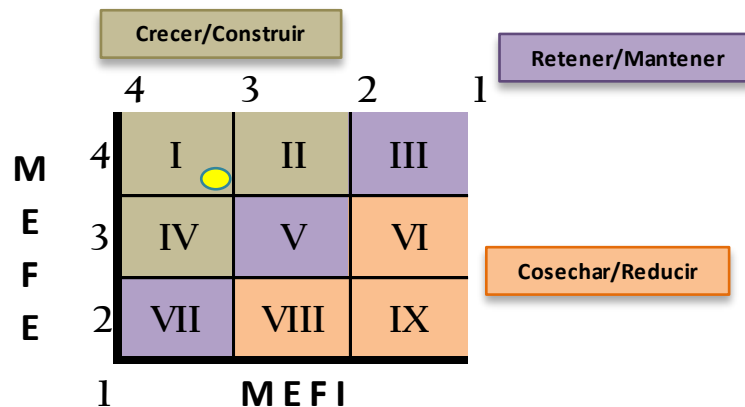 Crecer/Construir
Retener/Mantener
4 3 2 1
4 I II III
M
E
F
E
3 IV V VI
Cosechar/Reducir
2 VII VIII IX
1 M E F I